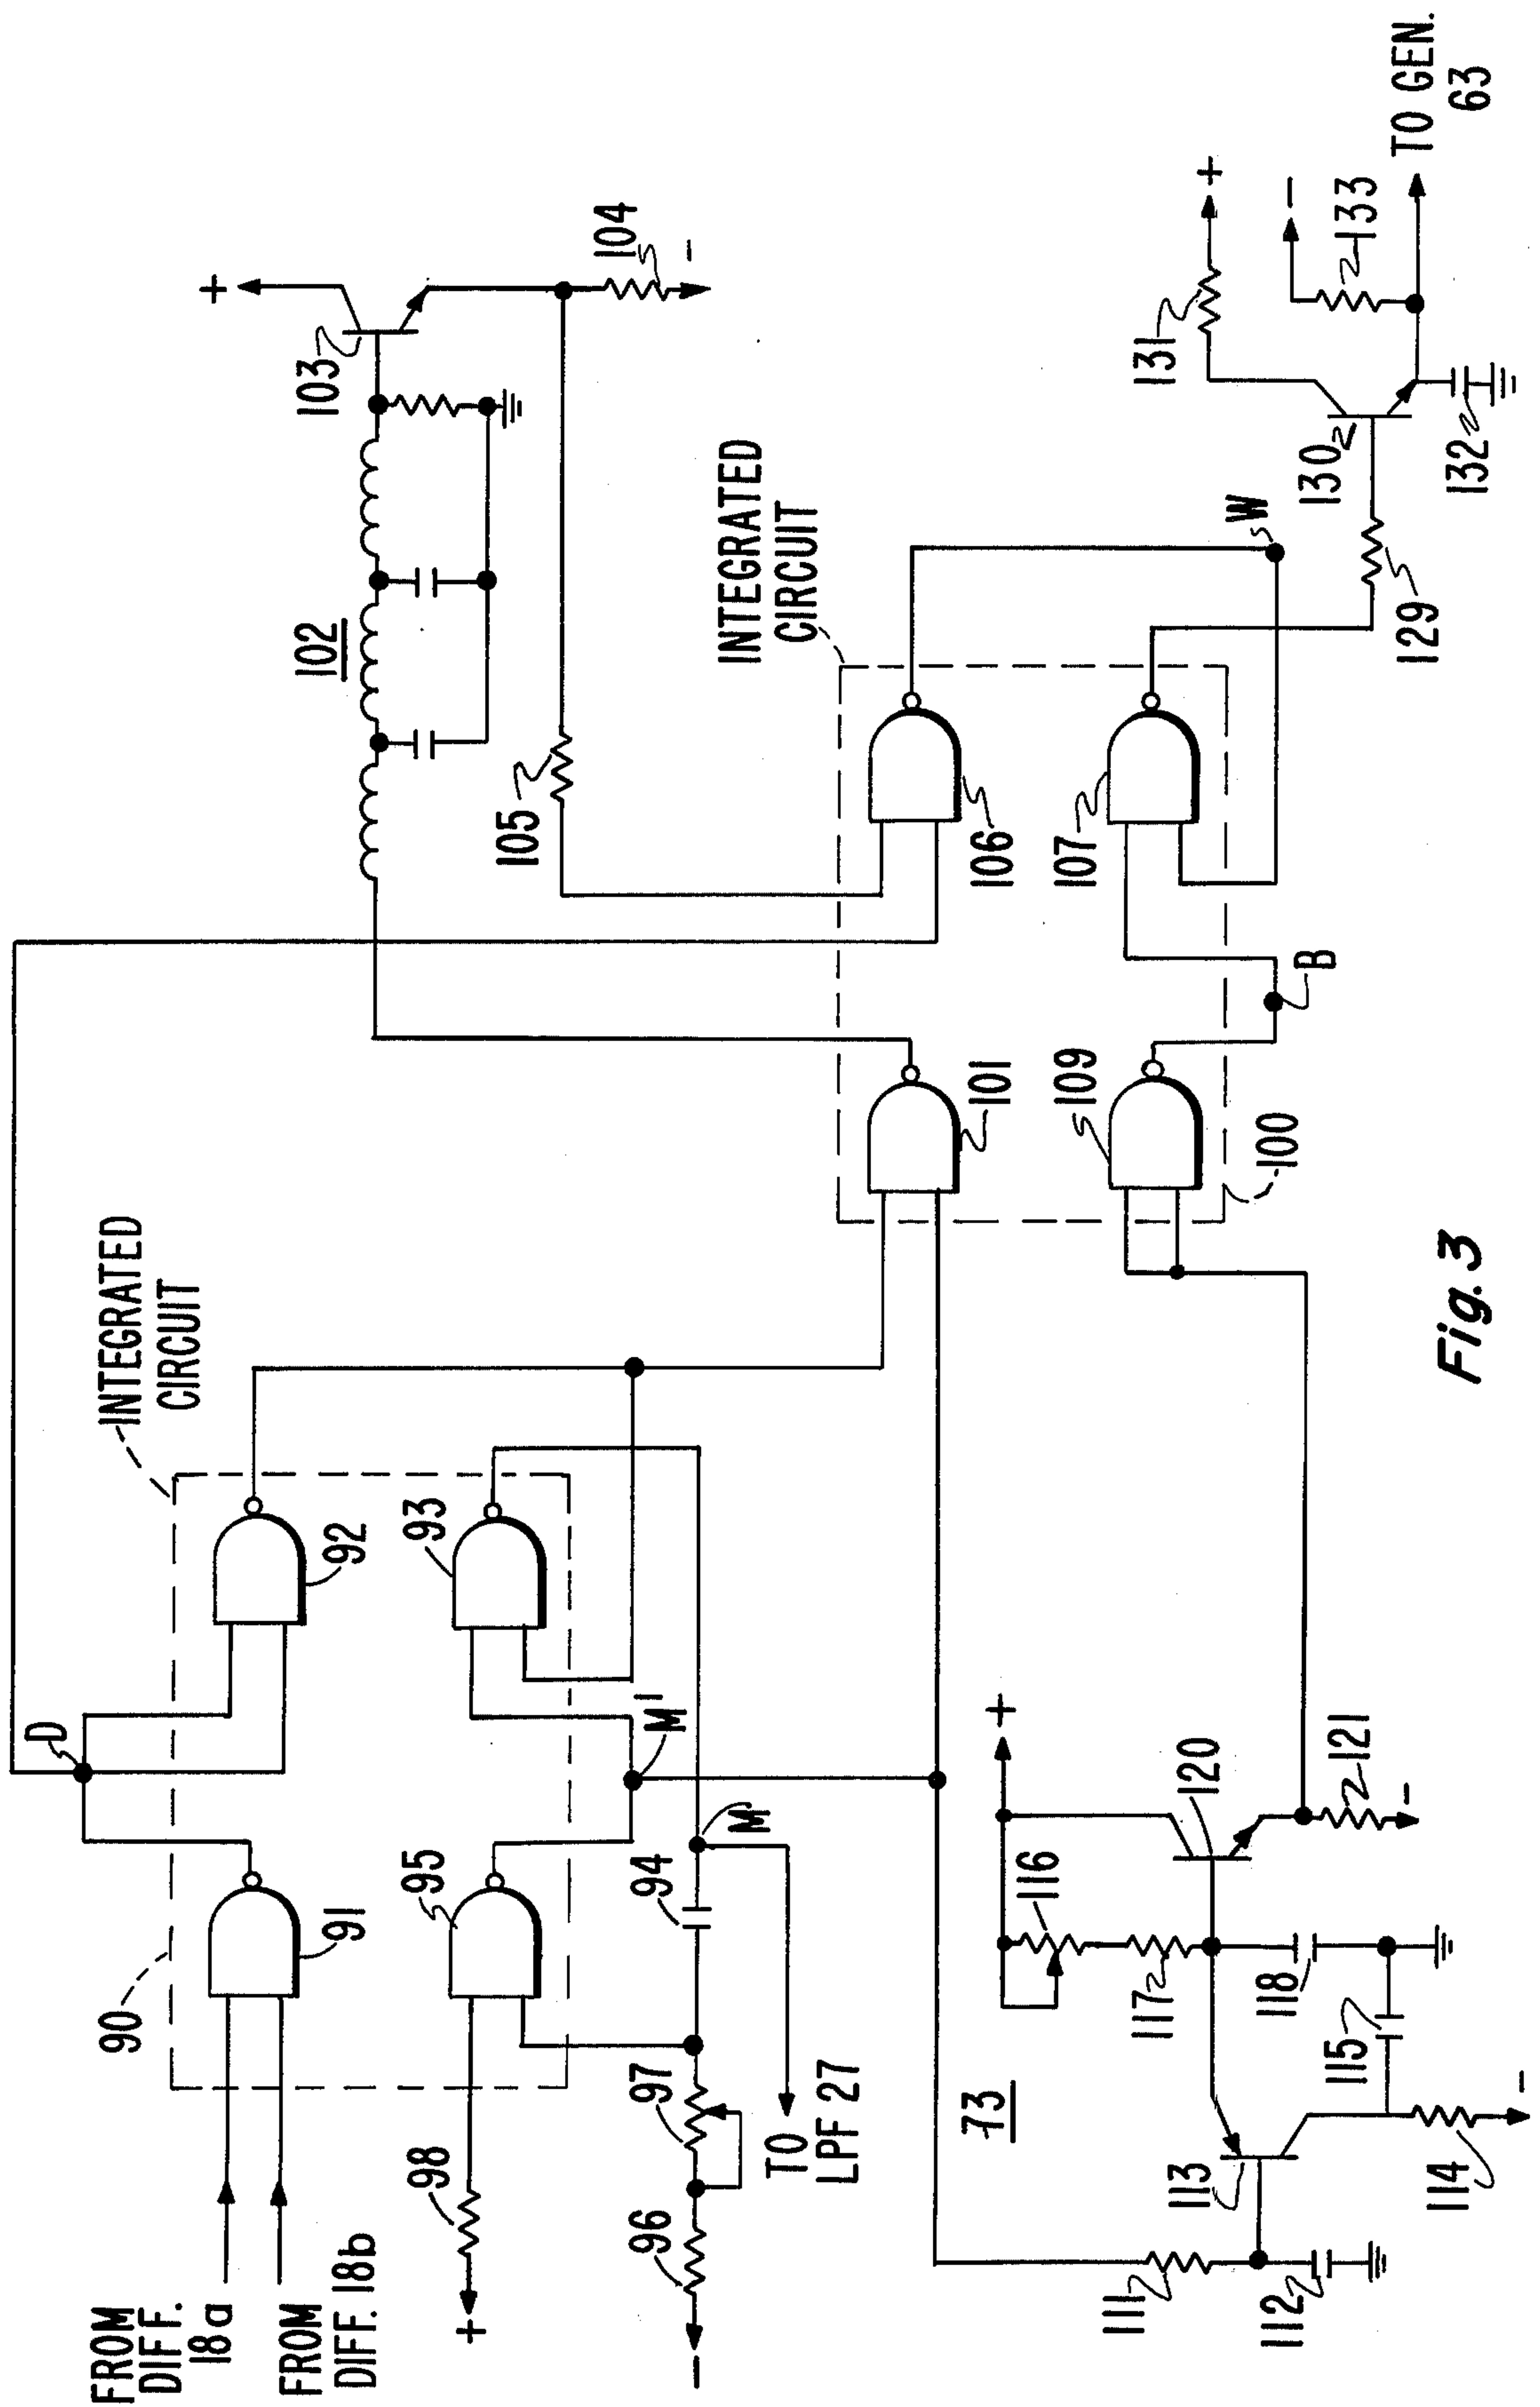 FROM
DIFF.
18a
FROM
DIFF. 18b
90
91
D
92
INTEGRATED
CIRCUIT
98
+
95
93
M'
96
97
94
M
-
TO
LPF 27
73
111
112
113
114
-
115
116
117
118
+
120
121
-
102
103
+
104
-
105
INTEGRATED
CIRCUIT
101
106
109
107
100
B
W
129
130
131
+
132
133
-
TO GEN.
63
Fig. 3